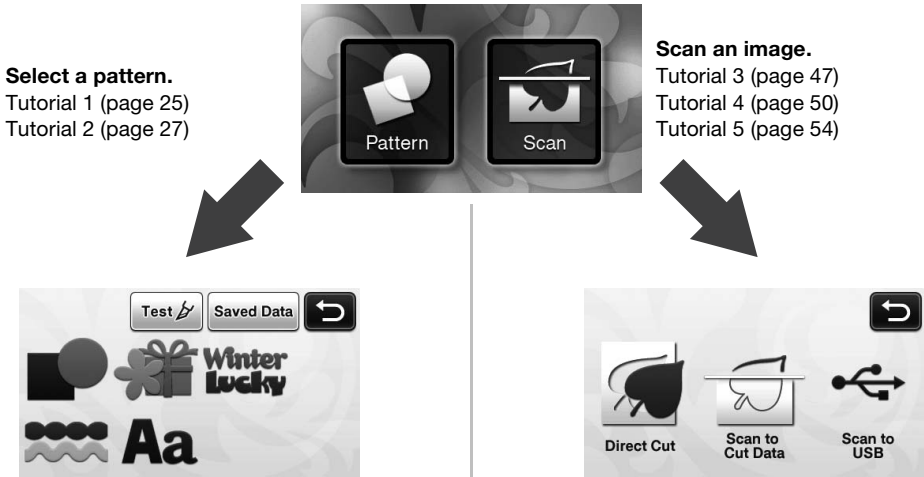 Select a pattern.
Tutorial 1 (page 25)
Tutorial 2 (page 27)
Pattern
Scan
Scan an image.
Tutorial 3 (page 47)
Tutorial 4 (page 50)
Tutorial 5 (page 54)
Test
Saved Data
Winter
Lucky
Aa
Direct Cut
Scan to
Cut Data
Scan to
USB